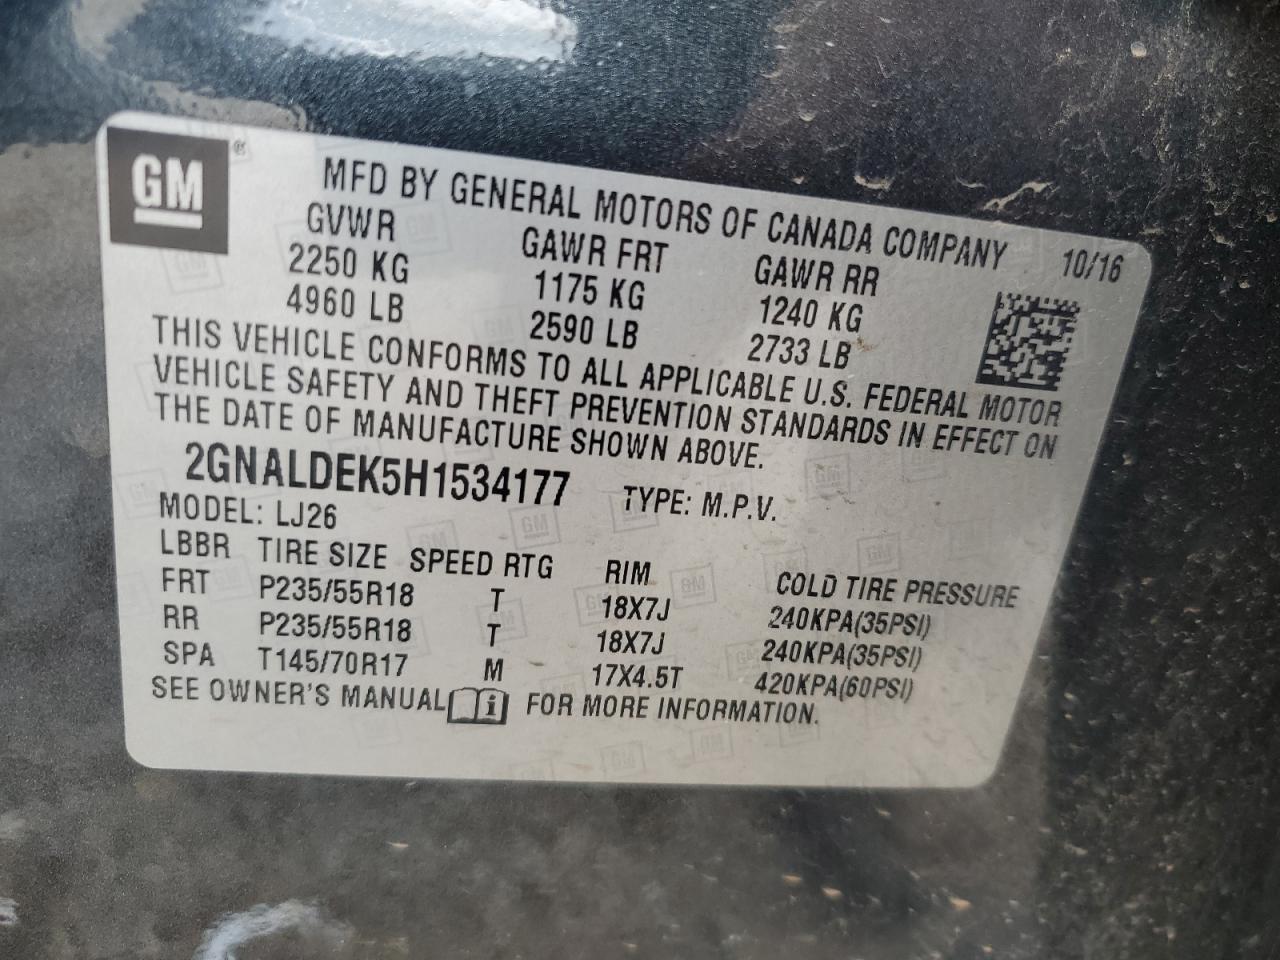 GM ®
MFD BY GENERAL MOTORS OF CANADA COMPANY 10/16
GVWR GAWR FRT GAWR RR
2250 KG 1175 KG 1240 KG
4960 LB 2590 LB 2733 LB
THIS VEHICLE CONFORMS TO ALL APPLICABLE U.S. FEDERAL MOTOR
VEHICLE SAFETY AND THEFT PREVENTION STANDARDS IN EFFECT ON
THE DATE OF MANUFACTURE SHOWN ABOVE.
2GNALDEK5H1534177 TYPE: M.P.V.
MODEL: LJ26
LBBR TIRE SIZE SPEED RTG RIM COLD TIRE PRESSURE
FRT P235/55R18 T 18X7J 240KPA(35PSI)
RR P235/55R18 T 18X7J 240KPA(35PSI)
SPA T145/70R17 M 17X4.5T 420KPA(60PSI)
SEE OWNER'S MANUAL i FOR MORE INFORMATION.